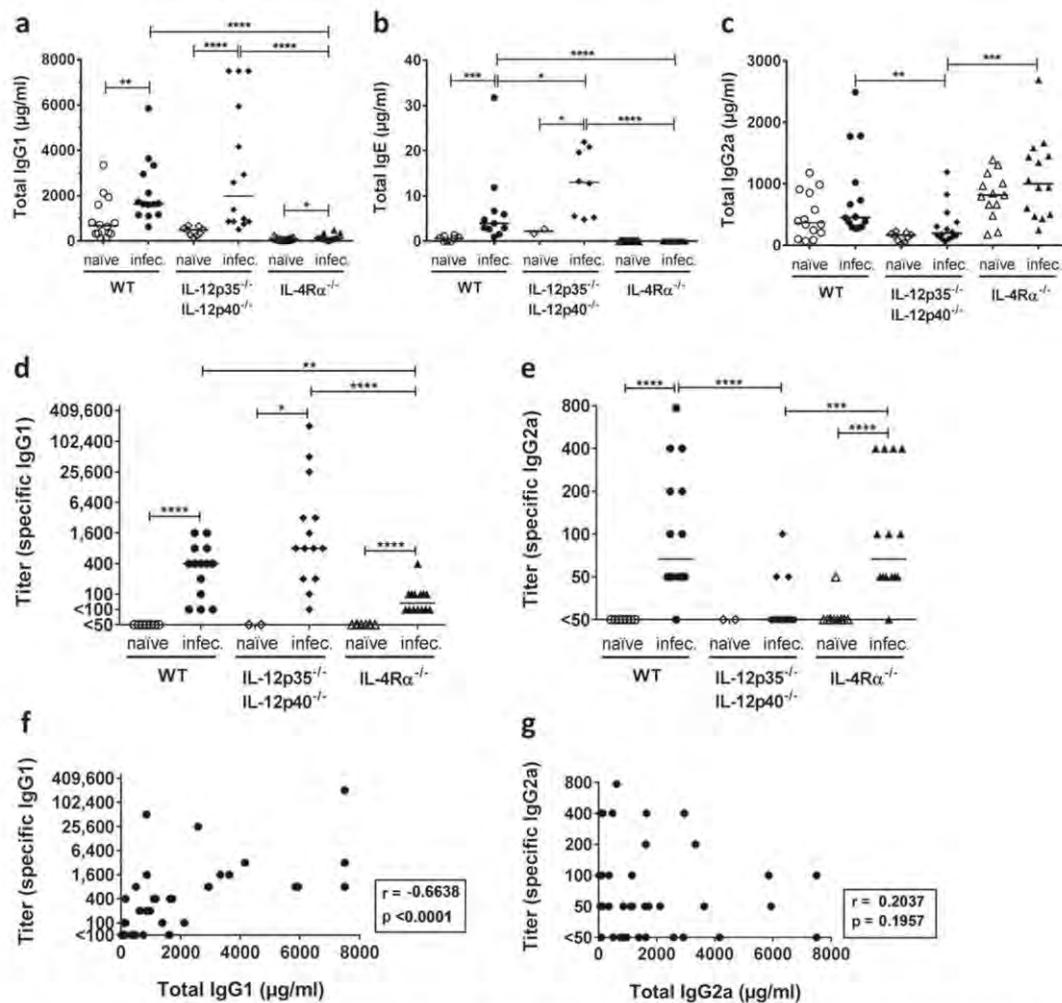 a
Total IgG1 (µg/ml)
8000
6000
4000
2000
0
**
****
****
****
*
naïve infec. naïve infec. naïve infec.
WT IL-12p35-/- IL-4Rα-/-
IL-12p40-/-
b
Total IgE (µg/ml)
40
30
20
10
0
***
*
****
*
****
naïve infec. naïve infec. naïve infec.
WT IL-12p35-/- IL-4Rα-/-
IL-12p40-/-
c
Total IgG2a (µg/ml)
3000
2000
1000
0
**
***
naïve infec. naïve infec. naïve infec.
WT IL-12p35-/- IL-4Rα-/-
IL-12p40-/-
d
Titer (specific IgG1)
409,600
102,400
25,600
6,400
1,600
400
100
<100
<50
****
*
**
****
****
naïve infec. naïve infec. naïve infec.
WT IL-12p35-/- IL-4Rα-/-
IL-12p40-/-
e
Titer (specific IgG2a)
800
400
200
100
50
<50
****
****
***
****
naïve infec. naïve infec. naïve infec.
WT IL-12p35-/- IL-4Rα-/-
IL-12p40-/-
f
Titer (specific IgG1)
409,600
102,400
25,600
6,400
1,600
400
100
<100
0 2000 4000 6000 8000
Total IgG1 (µg/ml)
r = -0.6638
p <0.0001
g
Titer (specific IgG2a)
800
400
200
100
50
<50
0 2000 4000 6000 8000
Total IgG2a (µg/ml)
r = 0.2037
p = 0.1957